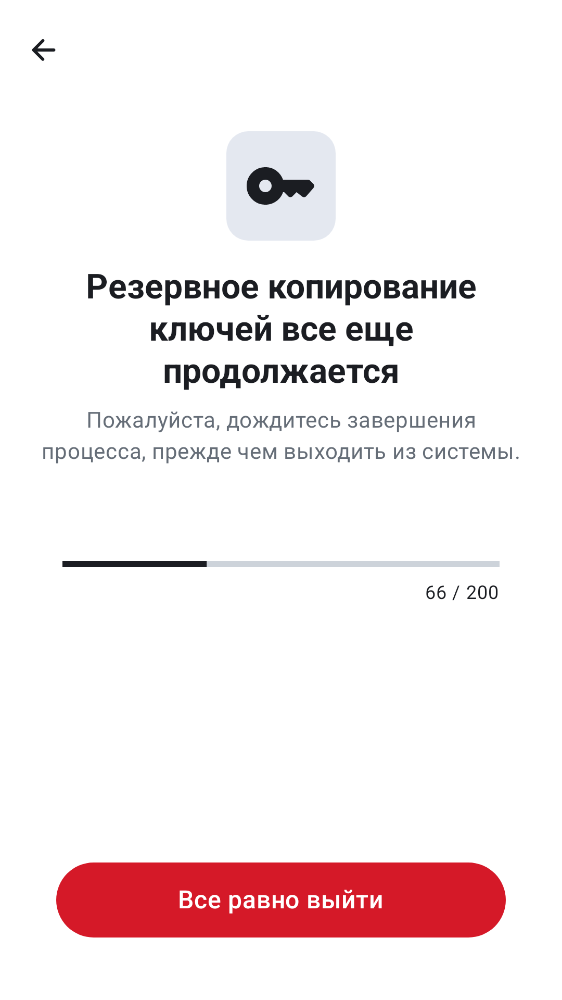 Резервное копирование
ключей все еще
продолжается
Пожалуйста, дождитесь завершения
процесса, прежде чем выходить из системы.
66 / 200
Все равно выйти